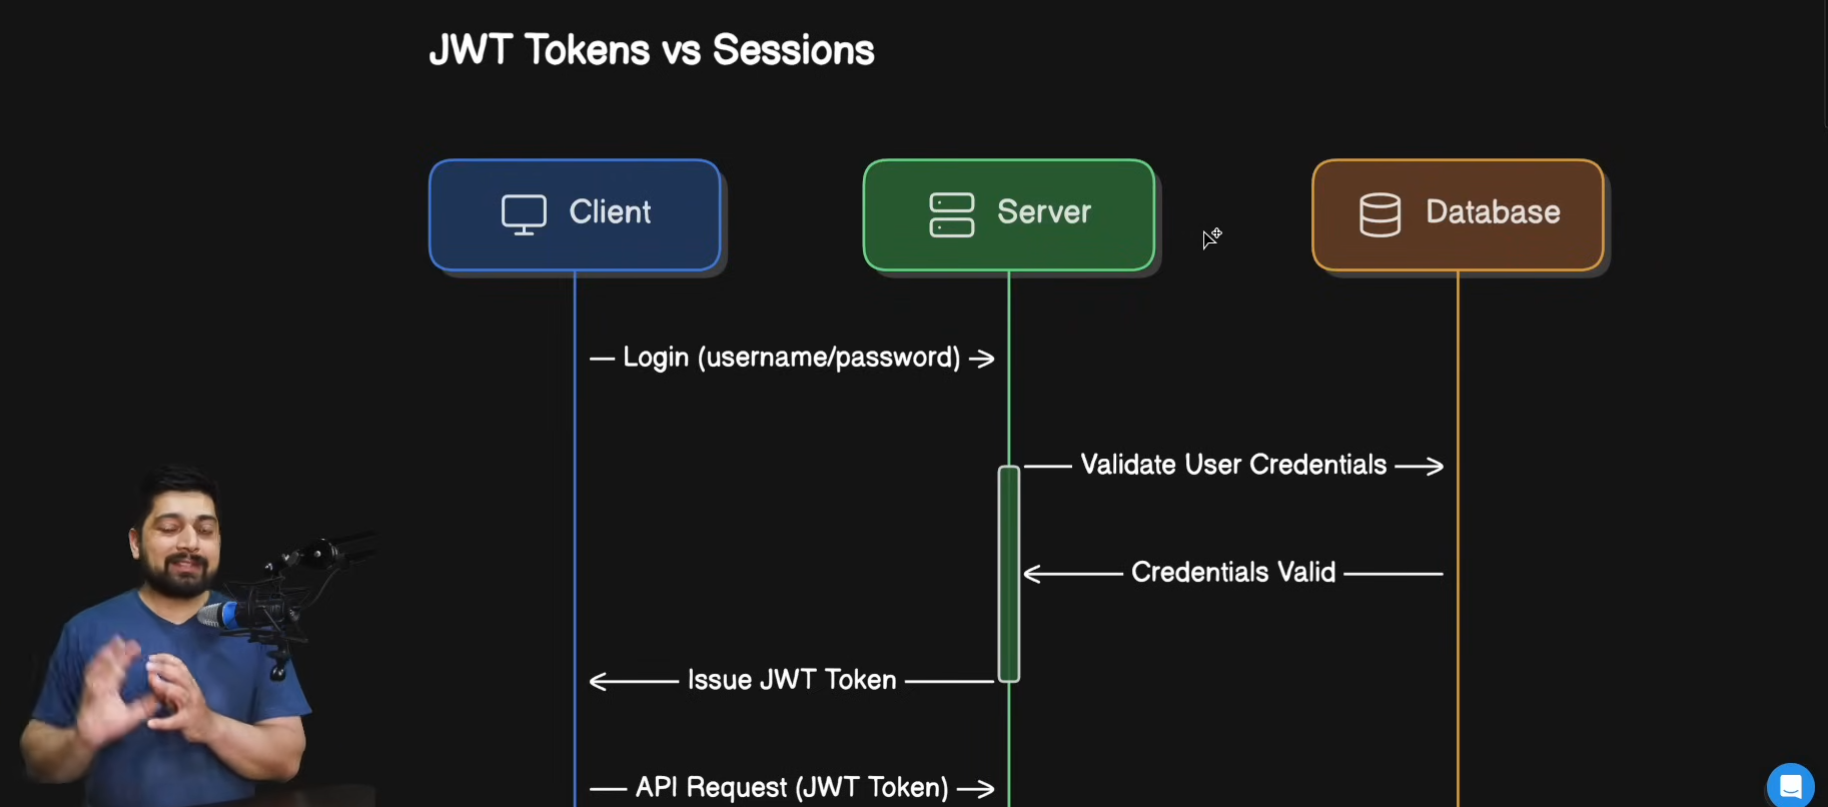 JWT Tokens vs Sessions
Client
Server
Database
Login (username/password)
Validate User Credentials
Credentials Valid
Issue JWT Token
API Request (JWT Token)